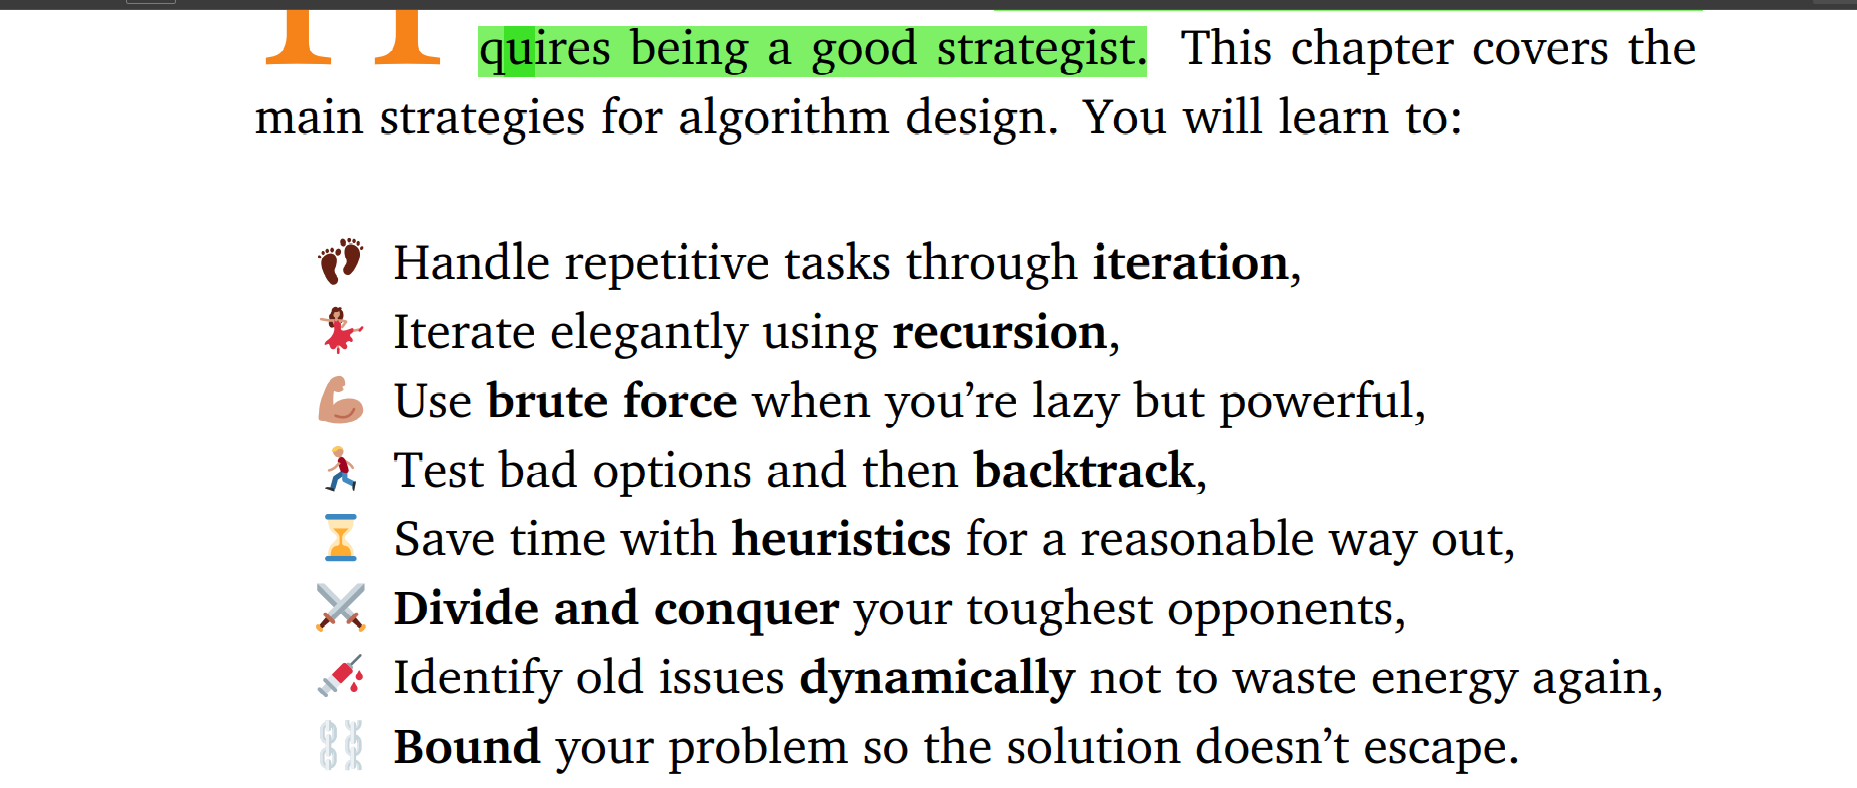 quires being a good strategist. This chapter covers the
main strategies for algorithm design. You will learn to:
Handle repetitive tasks through iteration,
Iterate elegantly using recursion,
Use brute force when you’re lazy but powerful,
Test bad options and then backtrack,
Save time with heuristics for a reasonable way out,
Divide and conquer your toughest opponents,
Identify old issues dynamically not to waste energy again,
Bound your problem so the solution doesn’t escape.